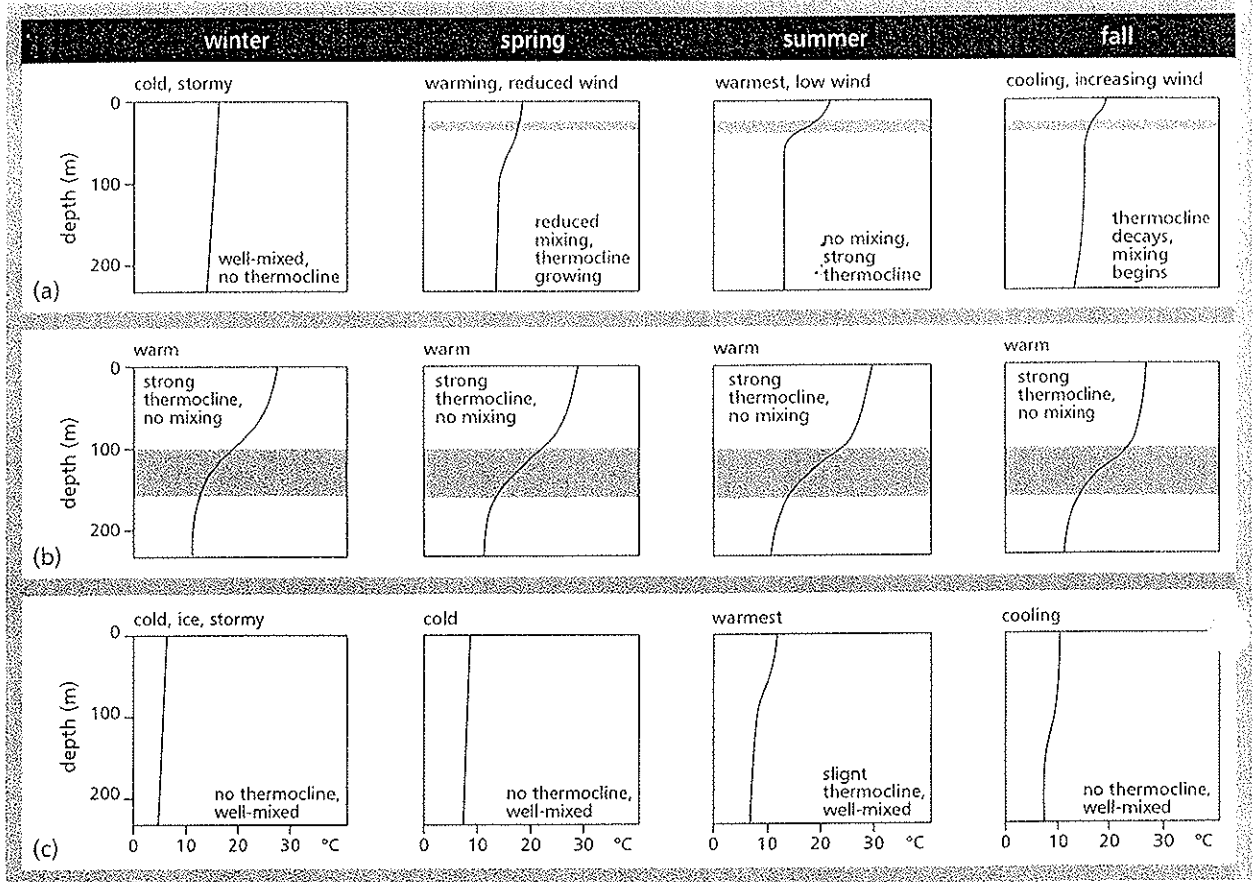 winter spring summer fall
cold, stormy
warming, reduced wind
warmest, low wind
cooling, increasing wind
0
100
200
depth (m)
well-mixed,
no thermocline
reduced
mixing,
thermocline
growing
no mixing,
strong
thermocline
thermocline
decays,
mixing
begins
(a)
warm
warm
warm
warm
0
100
200
depth (m)
strong
thermocline,
no mixing
strong
thermocline,
no mixing
strong
thermocline,
no mixing
strong
thermocline,
no mixing
(b)
cold, ice, stormy
cold
warmest
cooling
0
100
200
depth (m)
no thermocline,
well-mixed
no thermocline,
well-mixed
slignt
thermocline,
well-mixed
no thermocline,
well-mixed
(c)
0 10 20 30 °C
0 10 20 30 °C
0 10 20 30 °C
0 10 20 30 °C